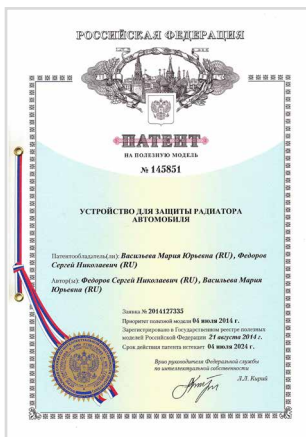 РОССИЙСКАЯ ФЕДЕРАЦИЯ
ПАТЕНТ
НА ПОЛЕЗНУЮ МОДЕЛЬ
№ 145851
УСТРОЙСТВО ДЛЯ ЗАЩИТЫ РАДИАТОРА
АВТОМОБИЛЯ
Патентообладатель(ли): Васильева Мария Юрьевна (RU), Федоров
Сергей Николаевич (RU)
Автор(ы): Федоров Сергей Николаевич (RU), Васильева Мария
Юрьевна (RU)
Заявка № 2014127333
Приоритет полезной модели 04 июля 2014 г.
Зарегистрировано в Государственном реестре полезных
моделей Российской Федерации 21 августа 2014 г.
Срок действия патента истекает 04 июля 2024 г.
Врио руководителя Федеральной службы
по интеллектуальной собственности
Л.Л. Кирий